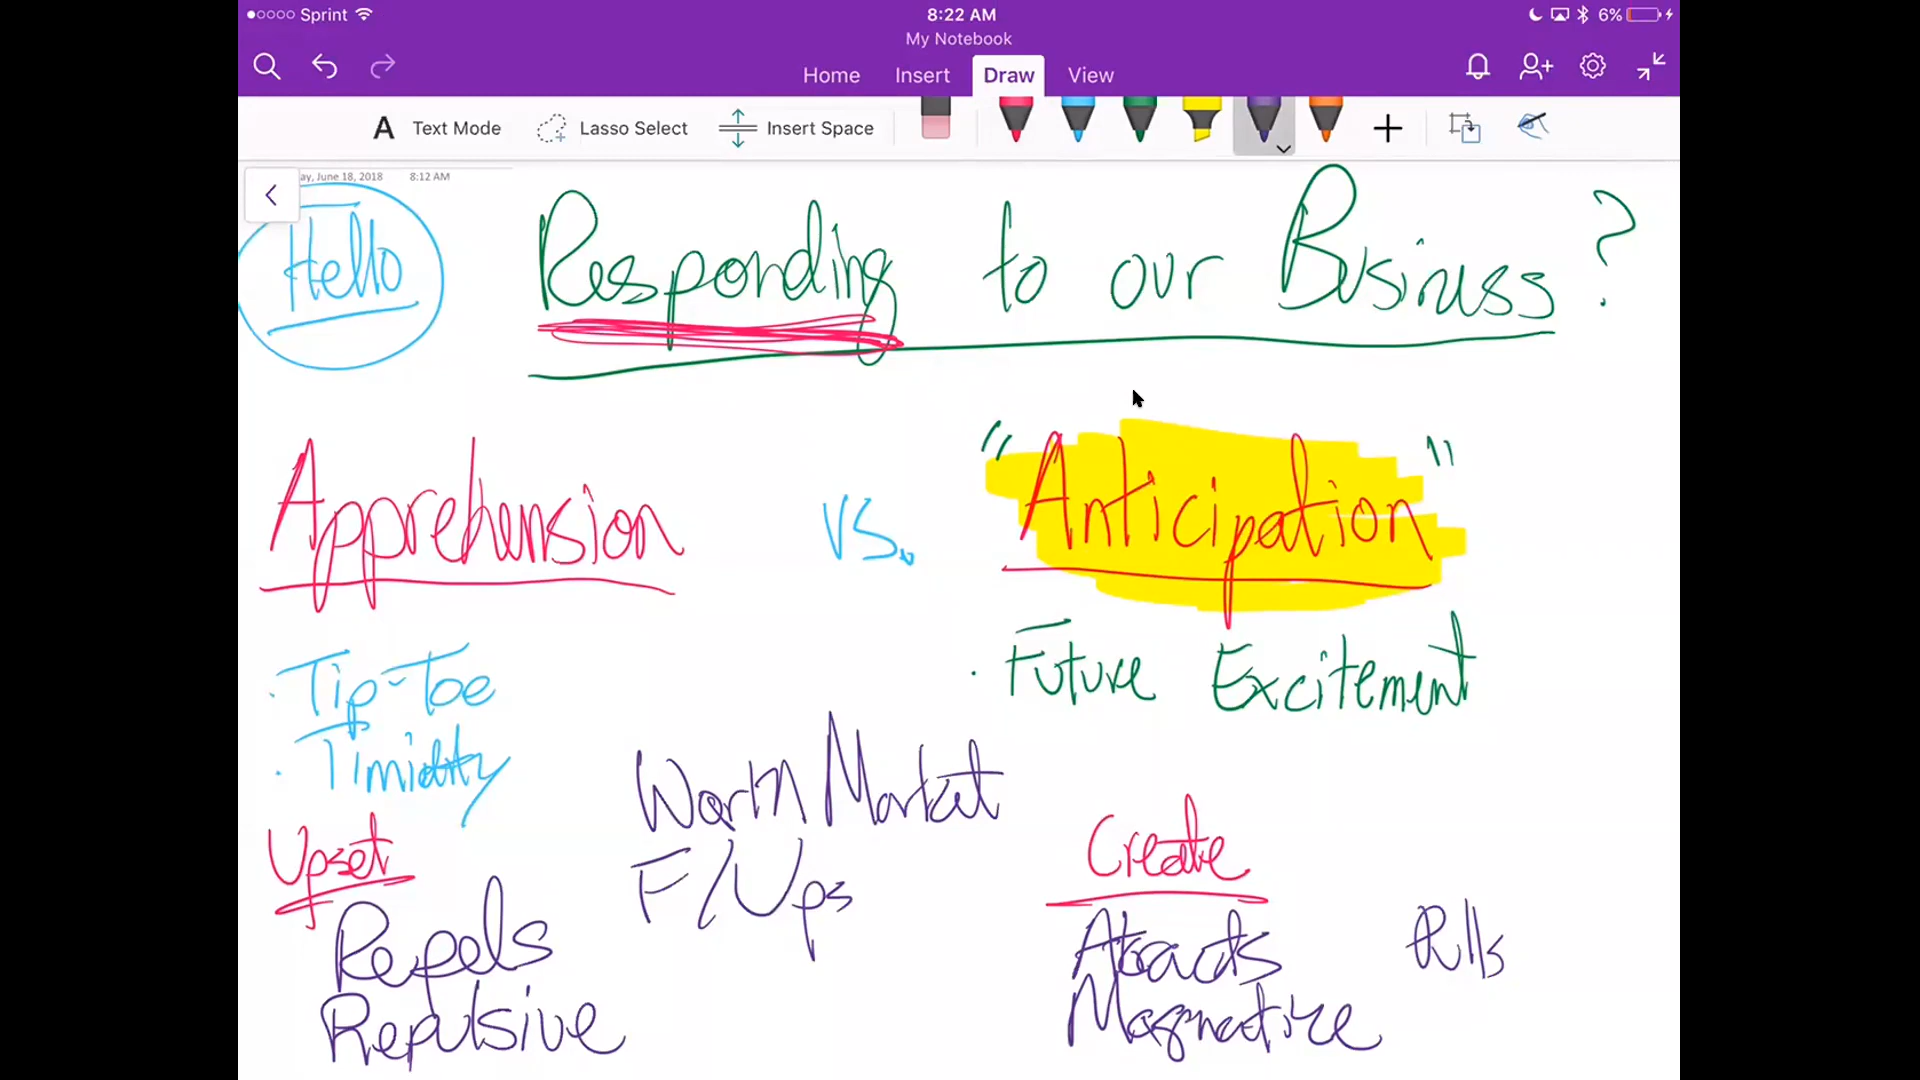 Sprint 8:22 AM 6%
My Notebook
Home Insert Draw View
A Text Mode Lasso Select Insert Space
ay, June 18, 2018 8:12 AM
Hello
Responding to our Business?
Apprehension vs. "Anticipation"
· Tip-Toe
· Future Excitement
· Timidity
Warm Market
F/Ups
Upset
Create
Repels
Attracts Pulls
Repulsive
Magnetize